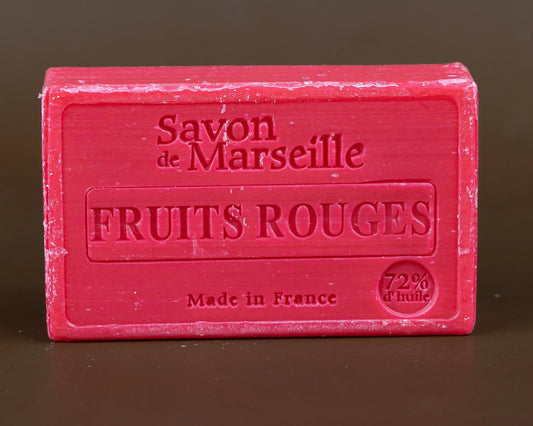 Savon
de Marseille
FRUITS ROUGES
Made in France
72%
d'huile